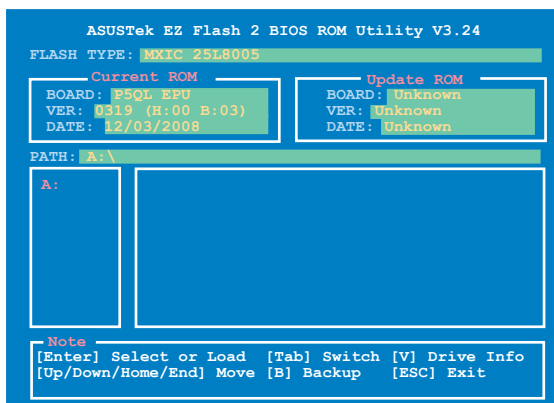 ASUSTek EZ Flash 2 BIOS ROM Utility V3.24
FLASH TYPE: MXIC 25L8005
Current ROM
BOARD: P5QL EPU
VER: 0319 (H:00 B:03)
DATE: 12/03/2008
Update ROM
BOARD: Unknown
VER: Unknown
DATE: Unknown
PATH: A:\
A:
Note
[Enter] Select or Load [Tab] Switch [V] Drive Info
[Up/Down/Home/End] Move [B] Backup [ESC] Exit